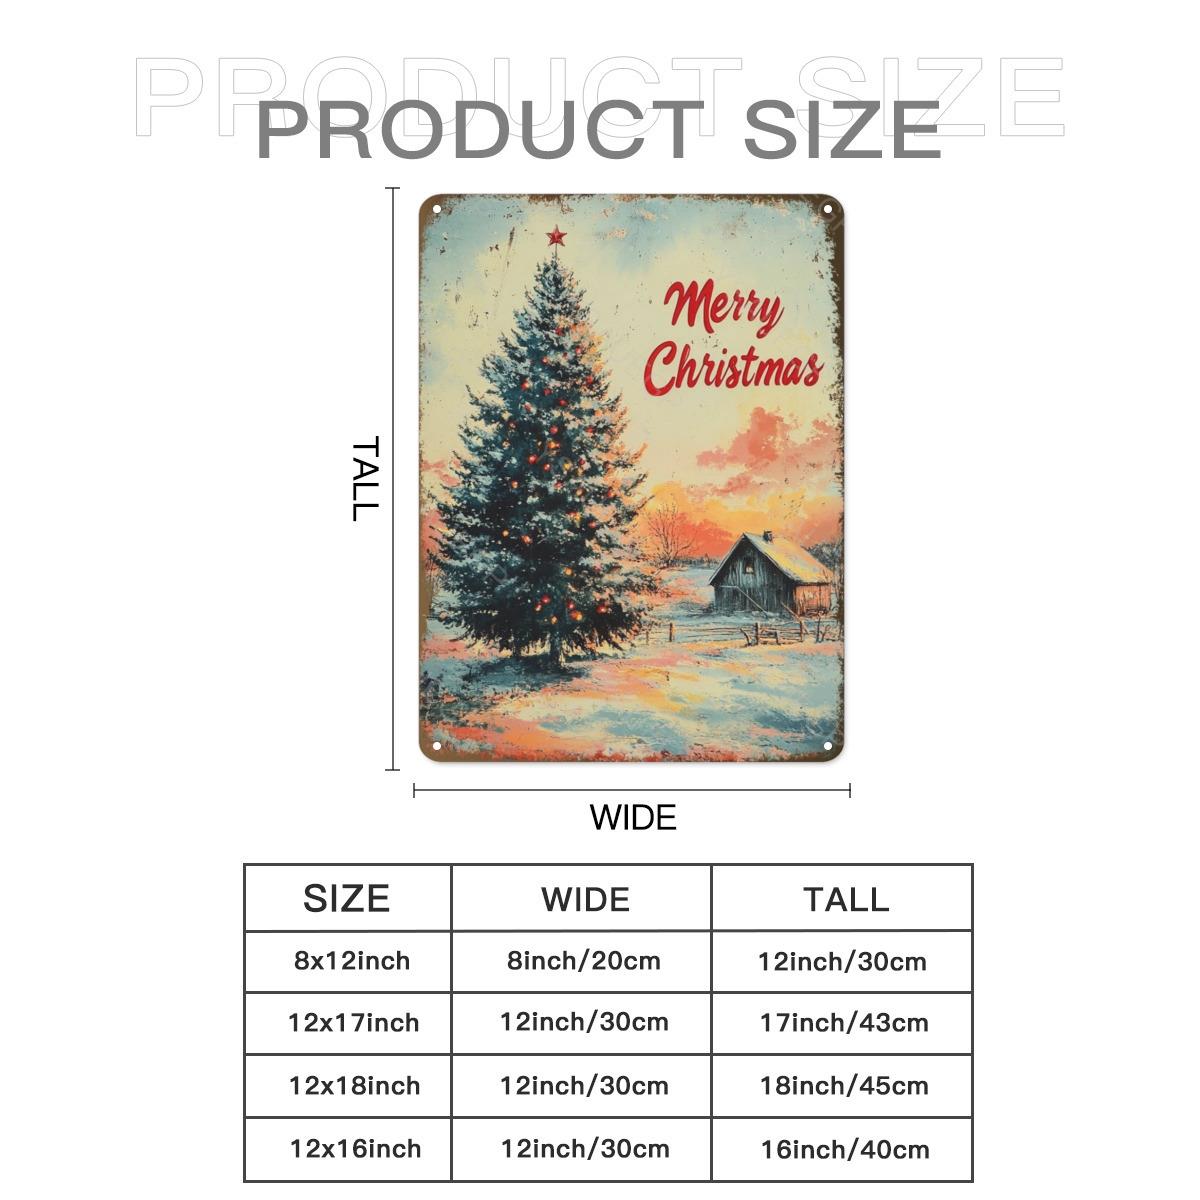 PRODUCT SIZE
PRODUCT SIZE
Merry
Christmas
TALL
WIDE
SIZE WIDE TALL
8x12inch 8inch/20cm 12inch/30cm
12x17inch 12inch/30cm 17inch/43cm
12x18inch 12inch/30cm 18inch/45cm
12x16inch 12inch/30cm 16inch/40cm